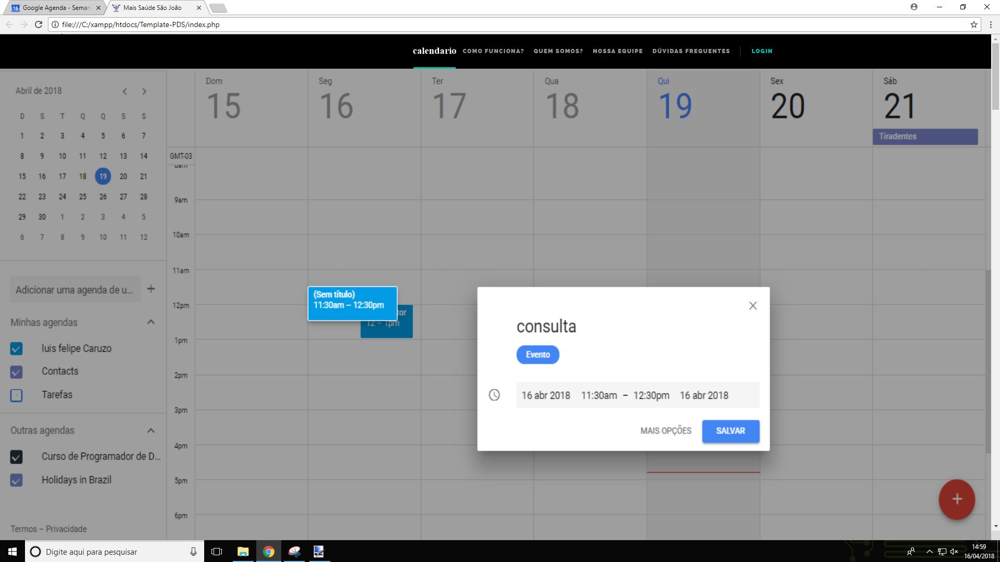 Google Agenda - Seman
Mais Saúde São João
file:///C:/xampp/htdocs/Template-PDS/index.php
calendario COMO FUNCIONA? QUEM SOMOS? NOSSA EQUIPE DÚVIDAS FREQUENTES LOGIN
Abril de 2018
D S T Q Q S S
1 2 3 4 5 6 7
8 9 10 11 12 13 14
15 16 17 18 19 20 21
22 23 24 25 26 27 28
29 30 1 2 3 4 5
6 7 8 9 10 11 12
Adicionar uma agenda de u... +
Minhas agendas
luis felipe Caruzo
Contacts
Tarefas
Outras agendas
Curso de Programador de D...
Holidays in Brazil
Termos – Privacidade
Dom Seg Ter Qua Qui Sex Sáb
15 16 17 18 19 20 21
Tiradentes
GMT-03
8am
9am
10am
11am
12pm
1pm
2pm
3pm
4pm
5pm
6pm
(Sem título)
11:30am – 12:30pm
tor
12 – 1pm
consulta
Evento
16 abr 2018 11:30am – 12:30pm 16 abr 2018
MAIS OPÇÕES SALVAR
+
Digite aqui para pesquisar
14:59
16/04/2018